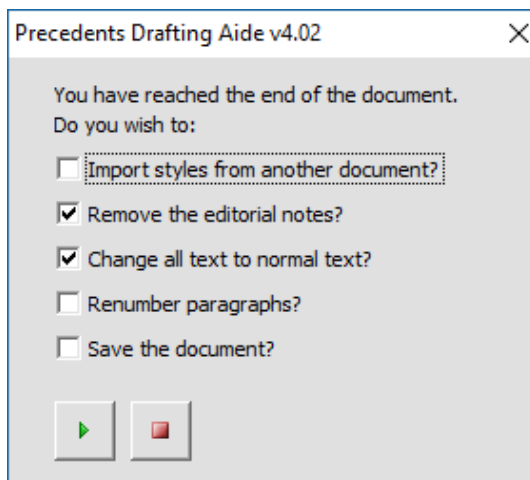 Precedents Drafting Aide v4.02
You have reached the end of the document.
Do you wish to:
Import styles from another document?
Remove the editorial notes?
Change all text to normal text?
Renumber paragraphs?
Save the document?